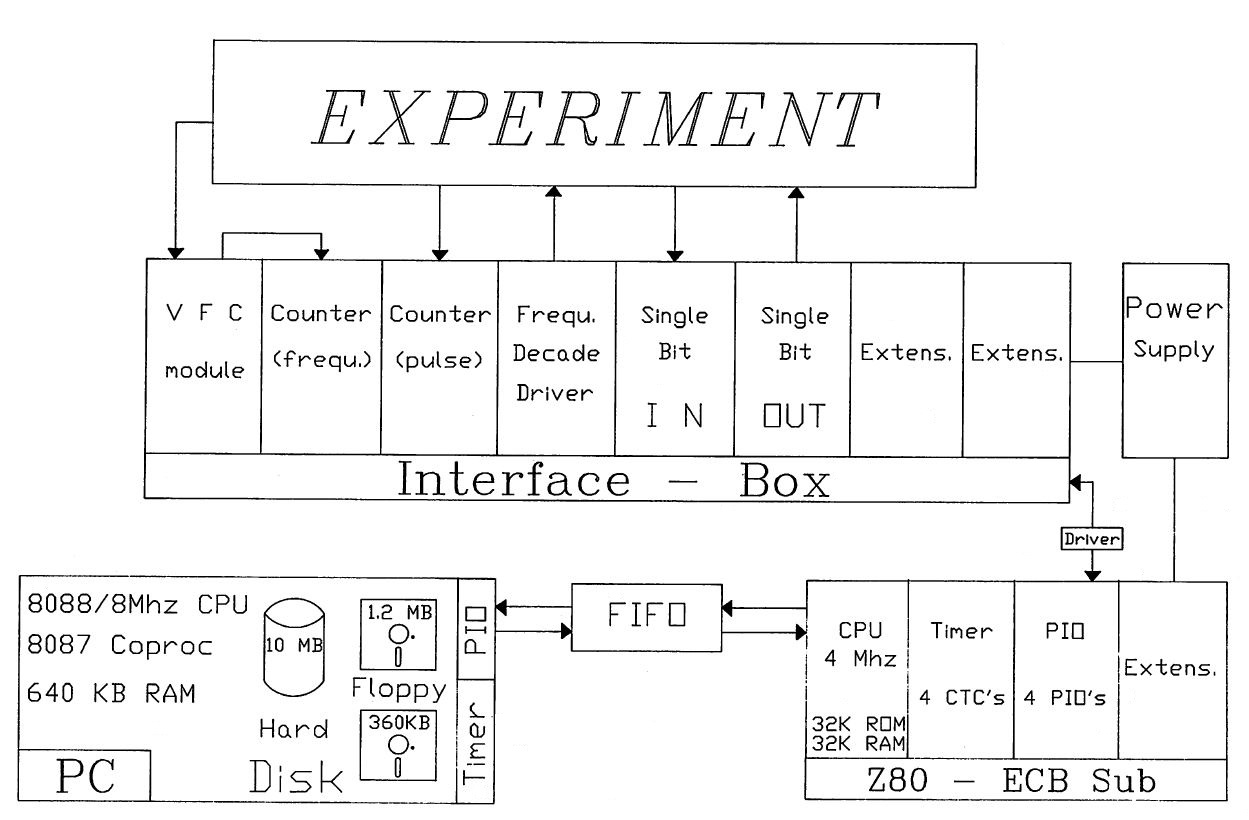 EXPERIMENT
V F C
module
Counter
(frequ.)
Counter
(pulse)
Frequ.
Decade
Driver
Single
Bit
I N
Single
Bit
OUT
Extens.
Extens.
Power
Supply
Interface - Box
Driver
8088/8Mhz CPU
8087 Coproc
640 KB RAM
10 MB
Hard
Disk
1.2 MB
Floppy
360KB
PC
PIO
Timer
FIFO
CPU
4 Mhz
32K ROM
32K RAM
Timer
4 CTC's
PIO
4 PIO's
Extens.
Z80 - ECB Sub